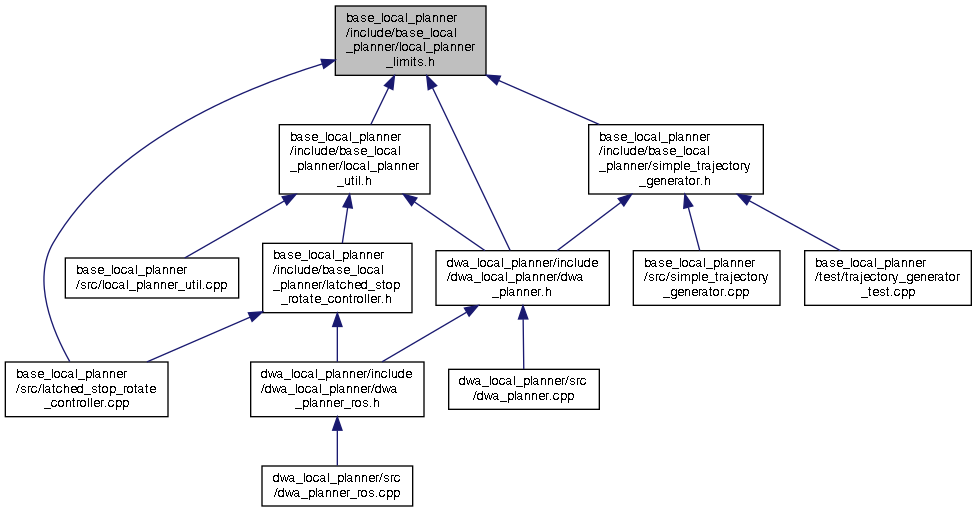 base_local_planner
/include/base_local
_planner/local_planner
_limits.h
base_local_planner
/include/base_local
_planner/local_planner
_util.h
base_local_planner
/include/base_local
_planner/simple_trajectory
_generator.h
base_local_planner
/src/local_planner_util.cpp
base_local_planner
/include/base_local
_planner/latched_stop
_rotate_controller.h
dwa_local_planner/include
/dwa_local_planner/dwa
_planner.h
base_local_planner
/src/simple_trajectory
_generator.cpp
base_local_planner
/test/trajectory_generator
_test.cpp
base_local_planner
/src/latched_stop_rotate
_controller.cpp
dwa_local_planner/include
/dwa_local_planner/dwa
_planner_ros.h
dwa_local_planner/src
/dwa_planner.cpp
dwa_local_planner/src
/dwa_planner_ros.cpp